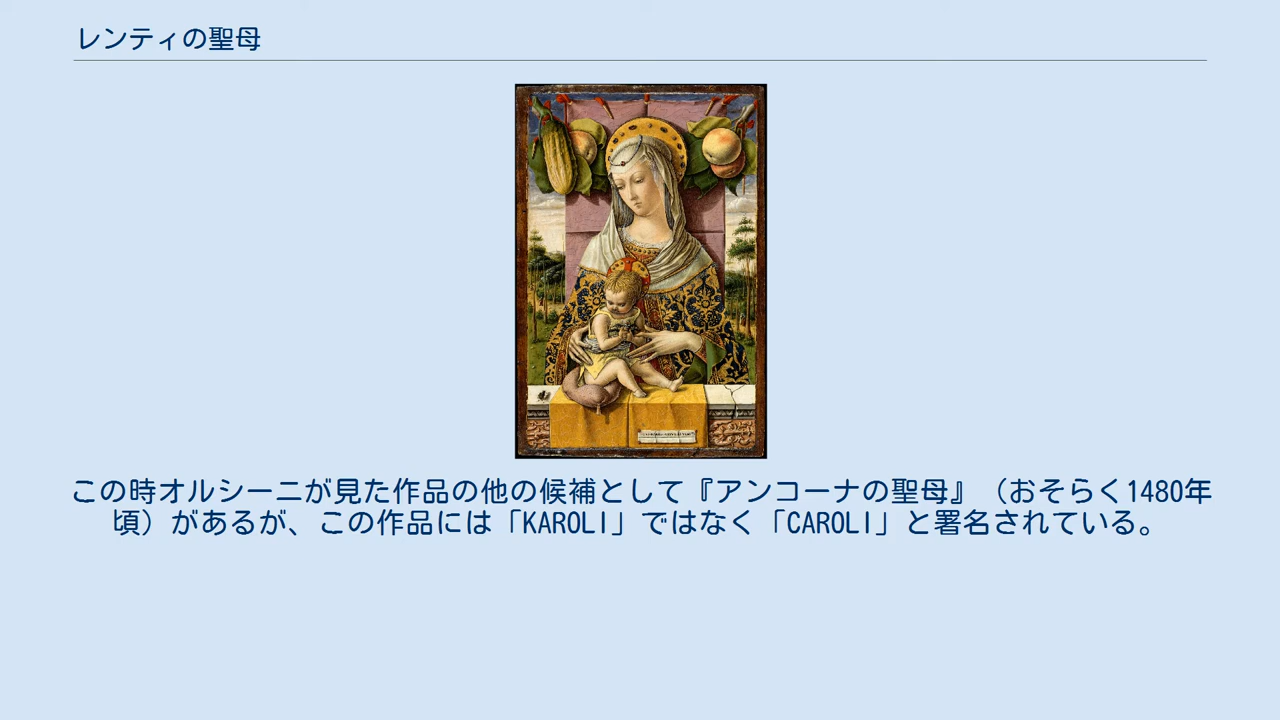 レンティの聖母
この時オルシーニが見た作品の他の候補として『アンコーナの聖母』（おそらく1480年
頃）があるが、この作品には「KAROLI」ではなく「CAROLI」と署名されている。